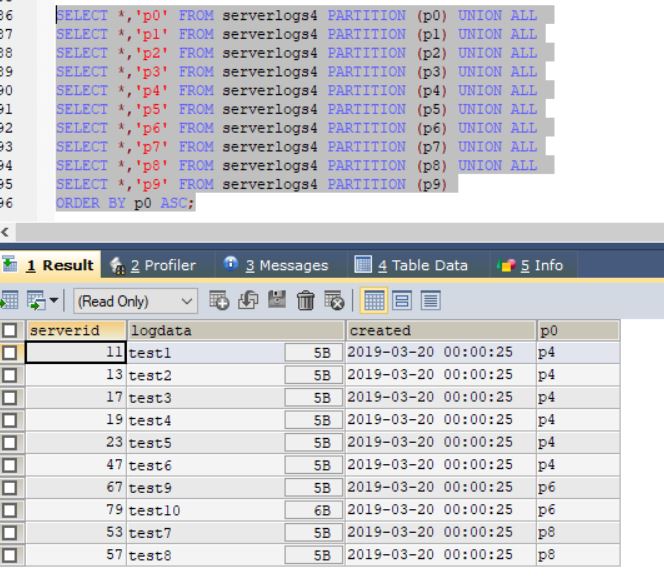 86 SELECT *,'p0' FROM serverlogs4 PARTITION (p0) UNION ALL
87 SELECT *,'p1' FROM serverlogs4 PARTITION (p1) UNION ALL
88 SELECT *,'p2' FROM serverlogs4 PARTITION (p2) UNION ALL
89 SELECT *,'p3' FROM serverlogs4 PARTITION (p3) UNION ALL
90 SELECT *,'p4' FROM serverlogs4 PARTITION (p4) UNION ALL
91 SELECT *,'p5' FROM serverlogs4 PARTITION (p5) UNION ALL
92 SELECT *,'p6' FROM serverlogs4 PARTITION (p6) UNION ALL
93 SELECT *,'p7' FROM serverlogs4 PARTITION (p7) UNION ALL
94 SELECT *,'p8' FROM serverlogs4 PARTITION (p8) UNION ALL
95 SELECT *,'p9' FROM serverlogs4 PARTITION (p9)
96 ORDER BY p0 ASC;
1 Result 2 Profiler 3 Messages 4 Table Data 5 Info
(Read Only)
serverid logdata created p0
11 test1 5B 2019-03-20 00:00:25 p4
13 test2 5B 2019-03-20 00:00:25 p4
17 test3 5B 2019-03-20 00:00:25 p4
19 test4 5B 2019-03-20 00:00:25 p4
23 test5 5B 2019-03-20 00:00:25 p4
47 test6 5B 2019-03-20 00:00:25 p4
67 test9 5B 2019-03-20 00:00:25 p6
79 test10 6B 2019-03-20 00:00:25 p6
53 test7 5B 2019-03-20 00:00:25 p8
57 test8 5B 2019-03-20 00:00:25 p8